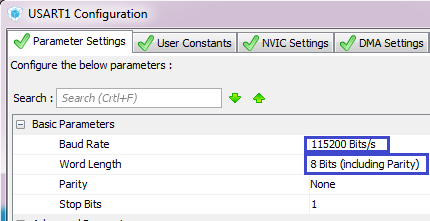 USART1 Configuration
Parameter Settings User Constants NVIC Settings DMA Settings
Configure the below parameters :
Search : Search (Crtl+F)
Basic Parameters
Baud Rate 115200 Bits/s
Word Length 8 Bits (including Parity)
Parity None
Stop Bits 1